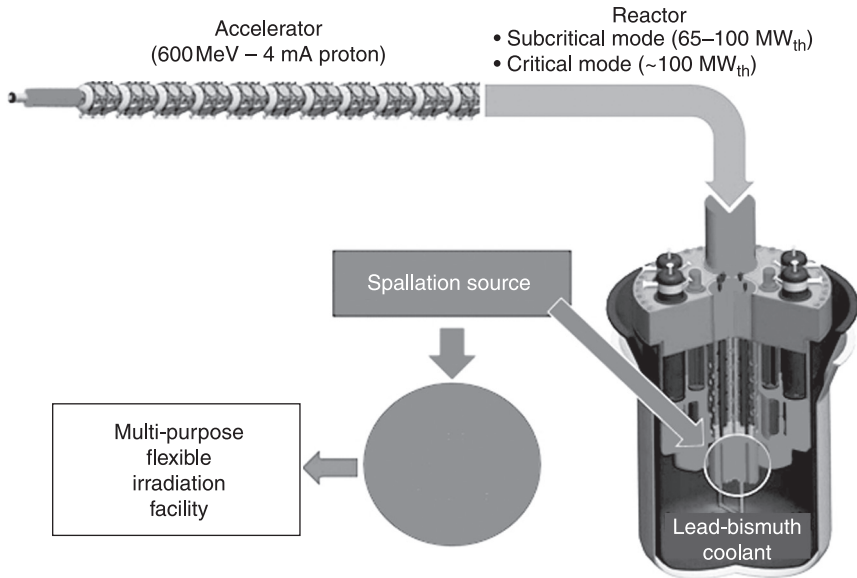 Accelerator
(600 MeV – 4 mA proton)
Reactor
• Subcritical mode (65–100 MWth)
• Critical mode (~100 MWth)
Spallation source
Multi-purpose
flexible
irradiation
facility
Lead-bismuth
coolant